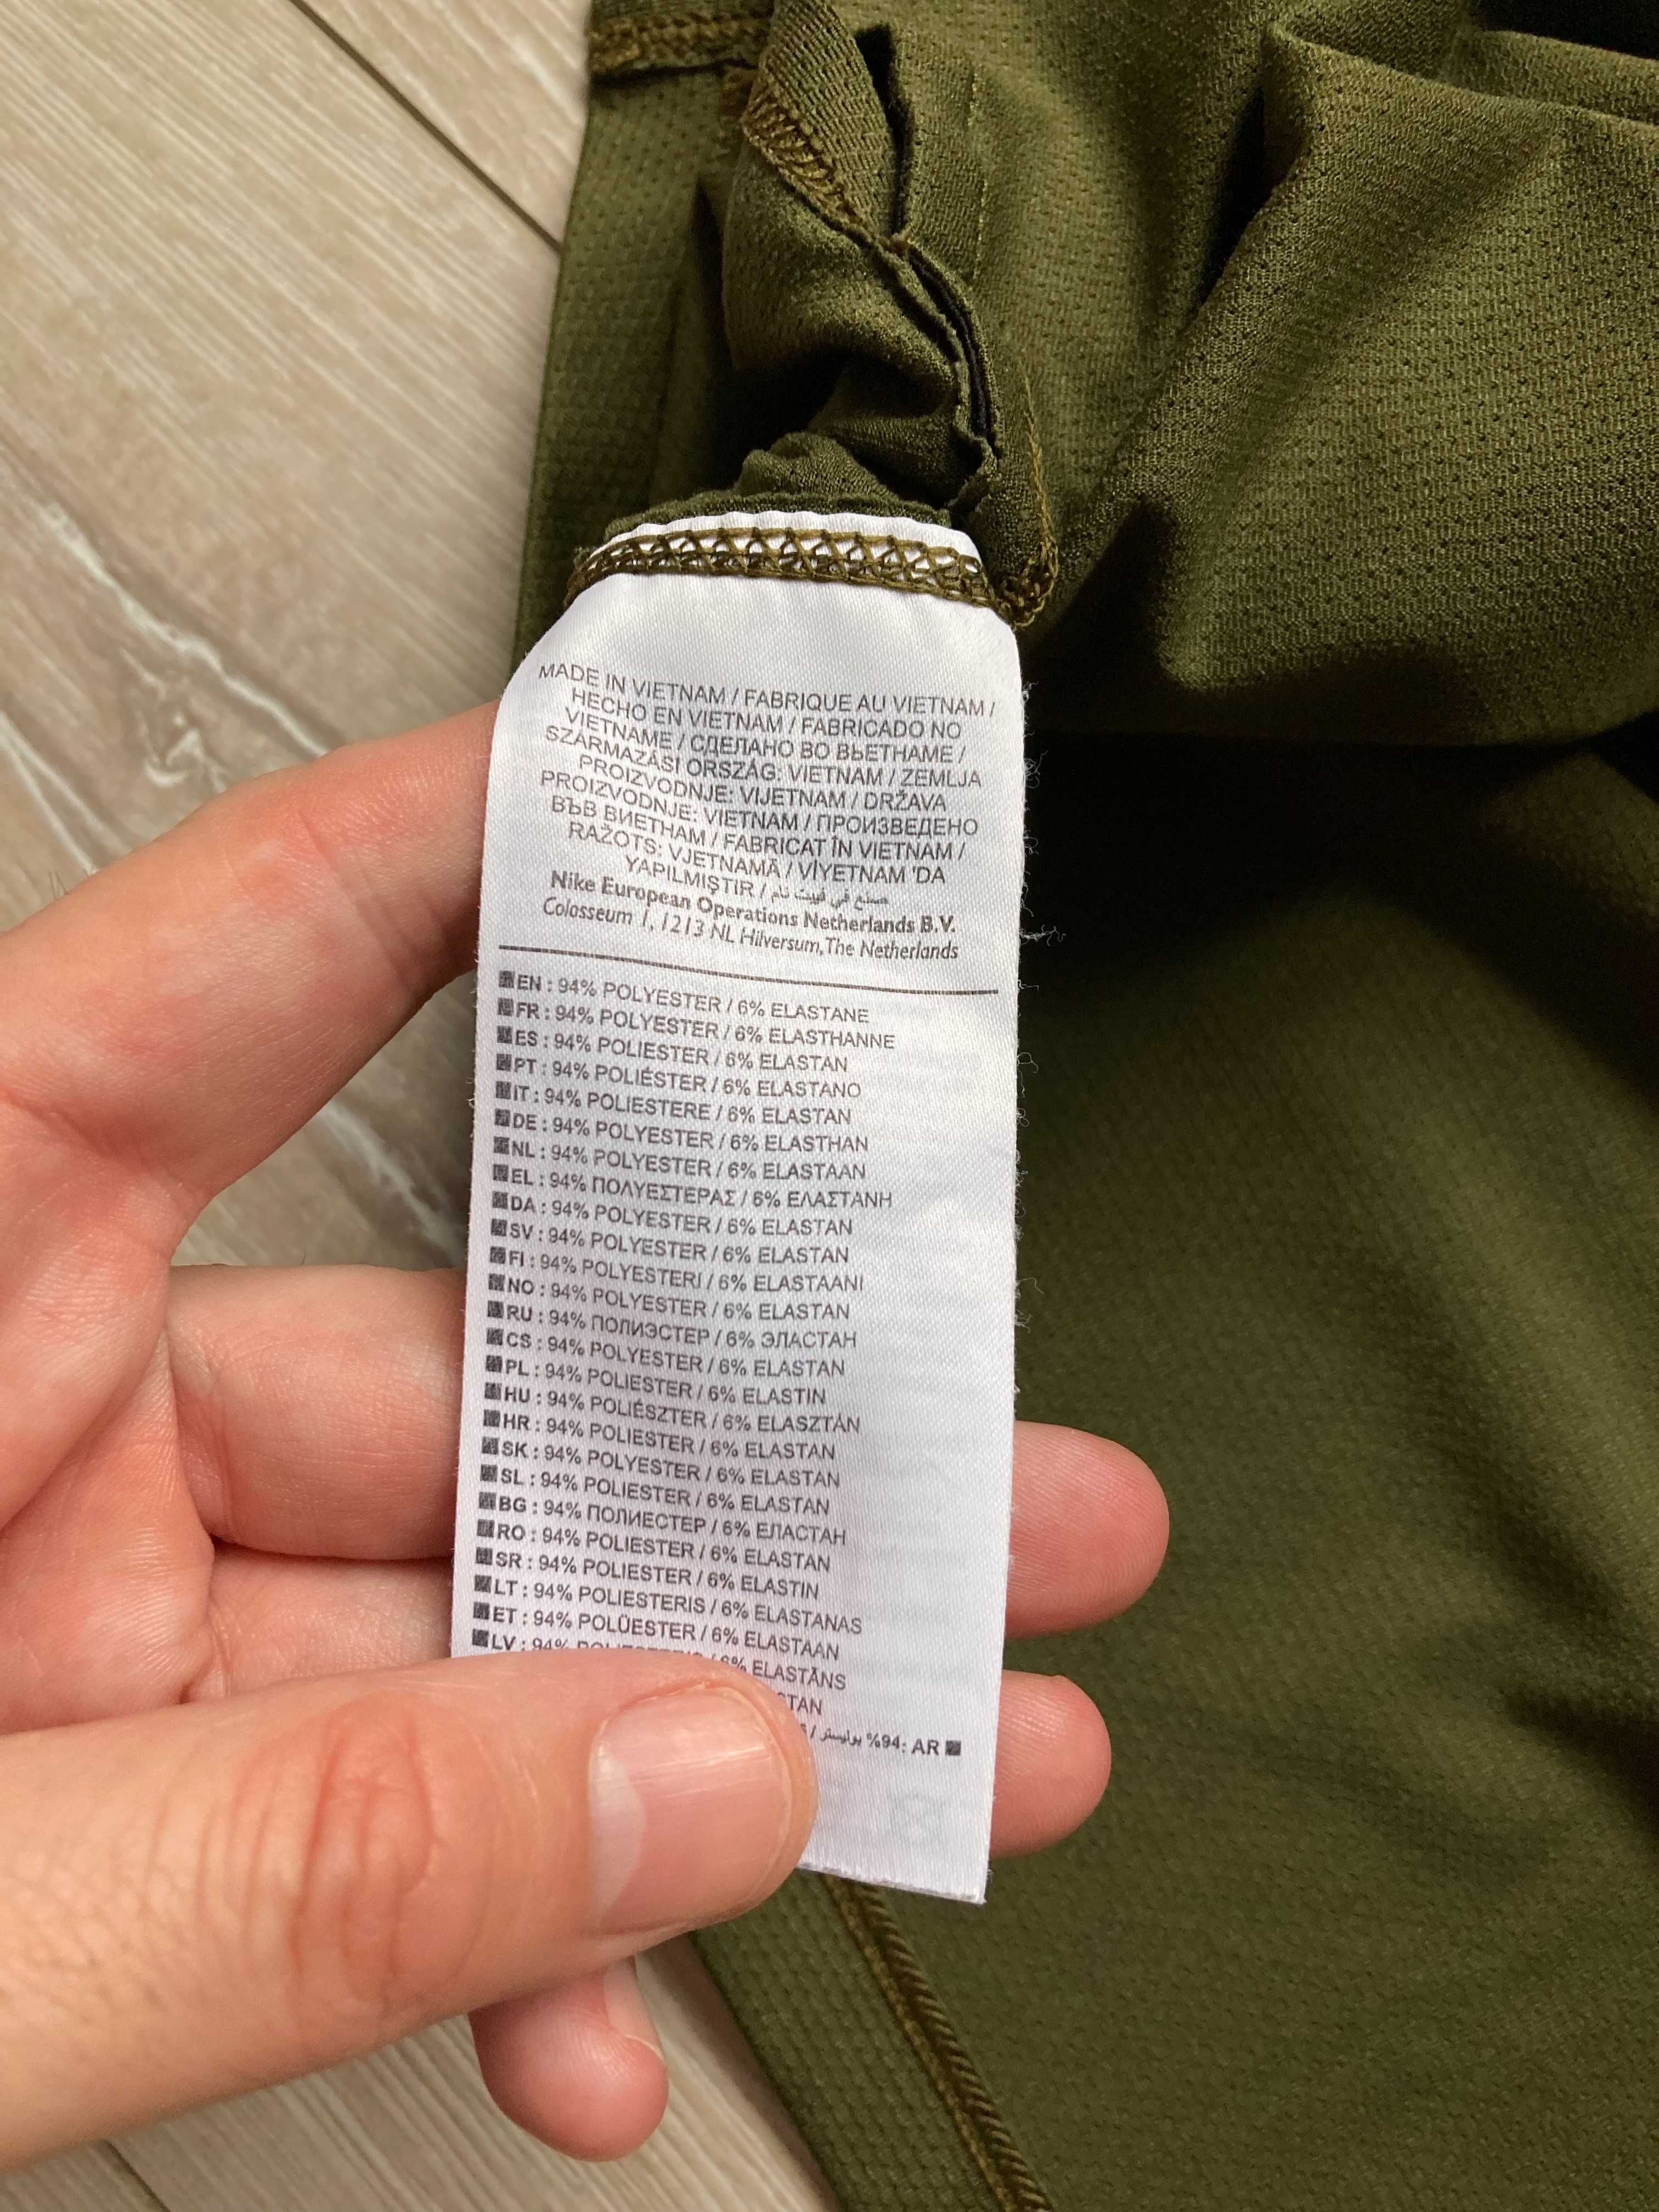 MADE IN VIETNAM / FABRIQUE AU VIETNAM /
HECHO EN VIETNAM / FABRICADO NO
VIETNAME / СДЕЛАНО ВО ВЬЕТНАМЕ /
SZÁRMAZÁSI ORSZÁG: VIETNAM / ZEMLJA
PROIZVODNJE: VIJETNAM / DRŽAVA
PROIZVODNJE: VIETNAM / ПРОИЗВЕДЕНО
ВЪВ ВИЕТНАМ / FABRICAT ÎN VIETNAM /
RAŽOTS: VJETNAMĀ / VİYETNAM 'DA
YAPILMIŞTIR / صنع في فييت نام
Nike European Operations Netherlands B.V.
Colosseum 1, 1213 NL Hilversum, The Netherlands
EN : 94% POLYESTER / 6% ELASTANE
FR : 94% POLYESTER / 6% ELASTHANNE
ES : 94% POLIESTER / 6% ELASTAN
PT : 94% POLIÉSTER / 6% ELASTANO
IT : 94% POLIESTERE / 6% ELASTAN
DE : 94% POLYESTER / 6% ELASTHAN
NL : 94% POLYESTER / 6% ELASTAAN
EL : 94% ΠΟΛΥΕΣΤΕΡΑΣ / 6% ΕΛΑΣΤΑΝΗ
DA : 94% POLYESTER / 6% ELASTAN
SV : 94% POLYESTER / 6% ELASTAN
FI : 94% POLYESTERI / 6% ELASTAANI
NO : 94% POLYESTER / 6% ELASTAN
RU : 94% ПОЛИЭСТЕР / 6% ЭЛАСТАН
CS : 94% POLYESTER / 6% ELASTAN
PL : 94% POLIESTER / 6% ELASTIN
HU : 94% POLIÉSZTER / 6% ELASZTÁN
HR : 94% POLIESTER / 6% ELASTAN
SK : 94% POLYESTER / 6% ELASTAN
SL : 94% POLIESTER / 6% ELASTAN
BG : 94% ПОЛИЕСТЕР / 6% ЕЛАСТАН
RO : 94% POLIESTER / 6% ELASTAN
SR : 94% POLIESTER / 6% ELASTIN
LT : 94% POLIESTERIS / 6% ELASTANAS
ET : 94% POLÜESTER / 6% ELASTAAN
LV : 94% / 6% ELASTĀNS
STAN
AR :94% بوليستر /